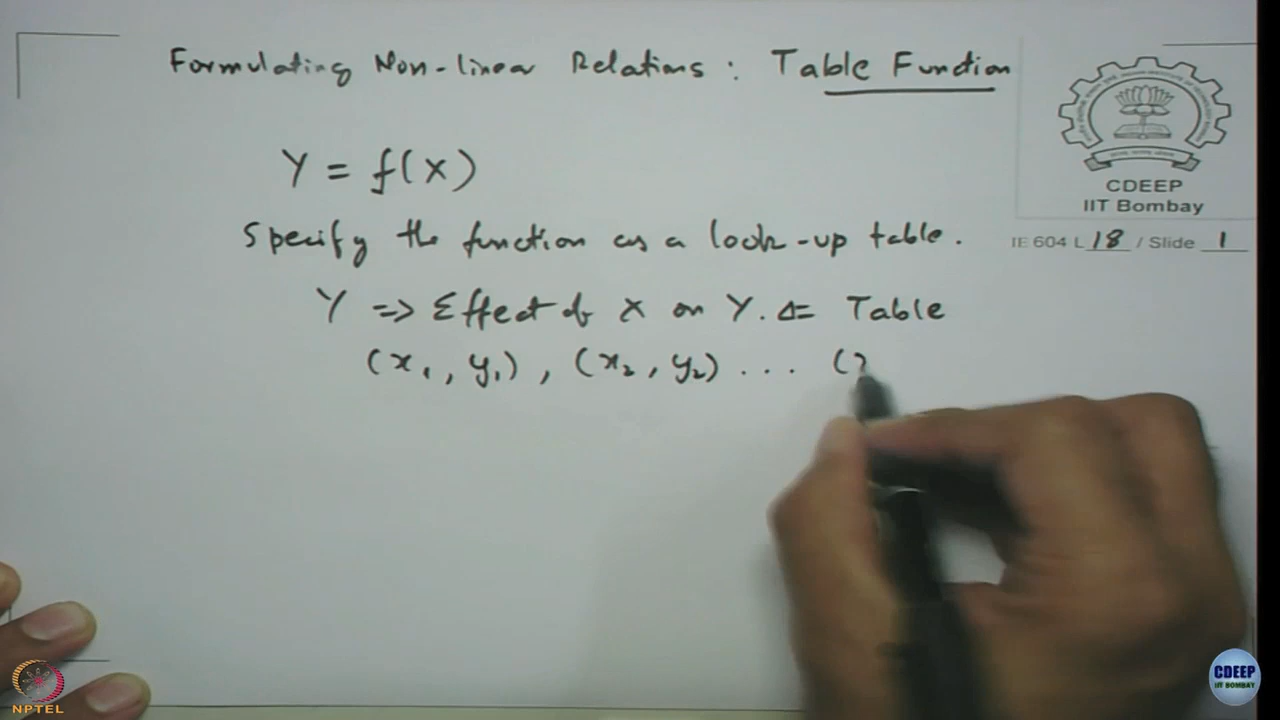 Formulating Non-linear Relations : Table Function
Y = f(X)
Specify the function as a look-up table.
Y => Effect of X on Y. <= Table
(x₁, y₁), (x₂, y₂) ... (
CDEEP
IIT Bombay
IE 604 L 18 / Slide 1
NPTEL
CDEEP
IIT BOMBAY